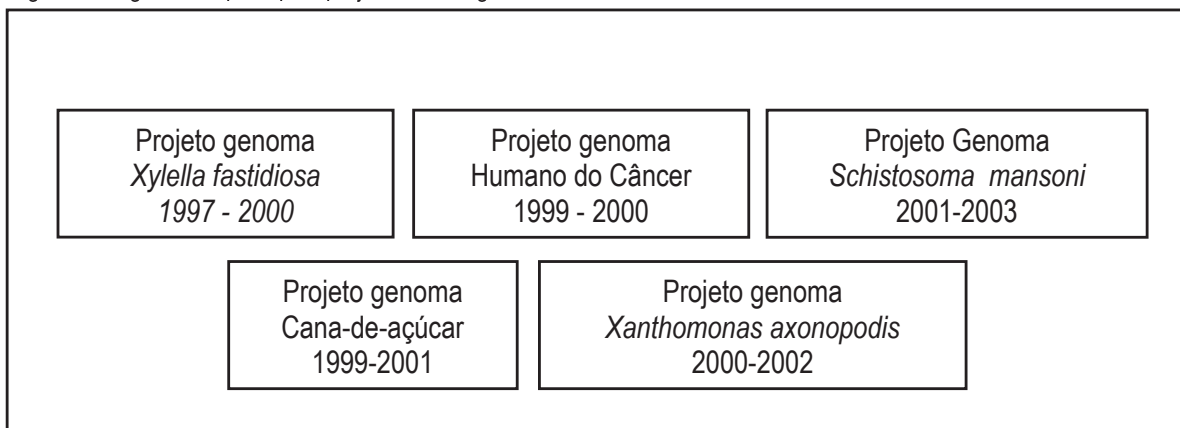 Projeto genoma
Xylella fastidiosa
1997 - 2000
Projeto genoma
Humano do Câncer
1999 - 2000
Projeto Genoma
Schistosoma mansoni
2001-2003
Projeto genoma
Cana-de-açúcar
1999-2001
Projeto genoma
Xanthomonas axonopodis
2000-2002